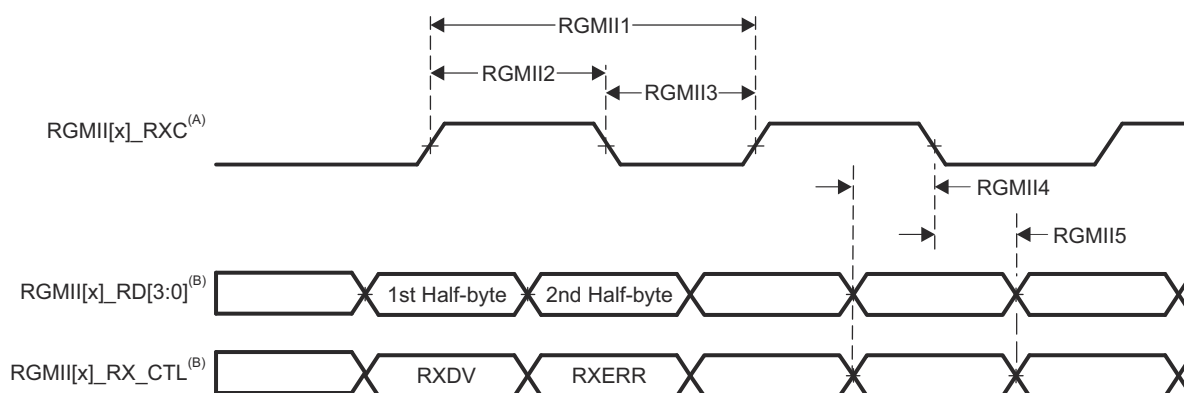 RGMII1
RGMII2
RGMII3
RGMII[x]_RXC(A)
RGMII4
RGMII5
RGMII[x]_RD[3:0](B)
1st Half-byte
2nd Half-byte
RGMII[x]_RX_CTL(B)
RXDV
RXERR